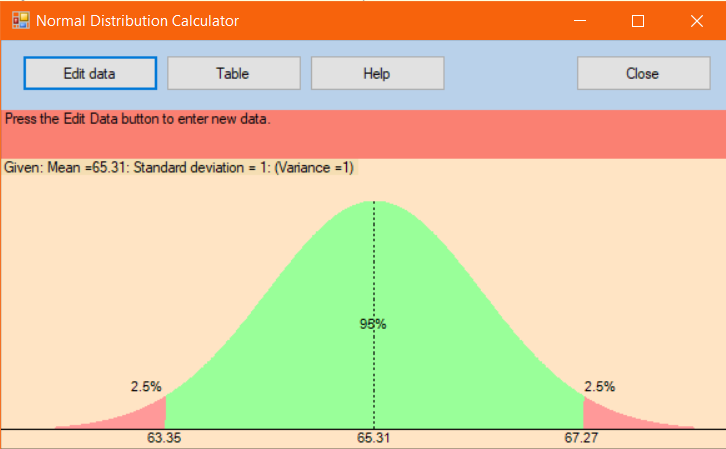 Normal Distribution Calculator
Edit data Table Help Close
Press the Edit Data button to enter new data.
Given: Mean =65.31: Standard deviation = 1: (Variance =1)
95%
2.5% 2.5%
63.35 65.31 67.27